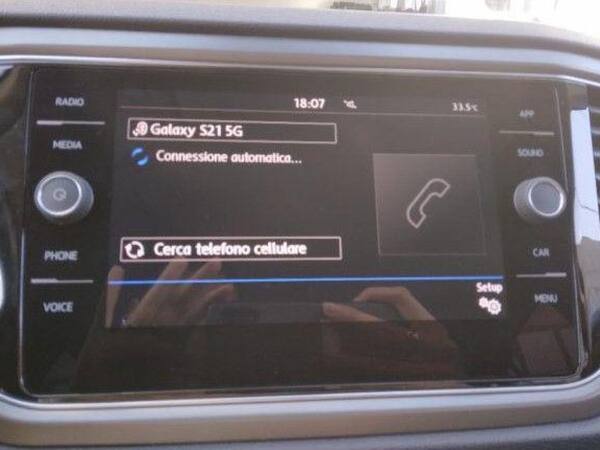 RADIO
MEDIA
PHONE
VOICE
18:07
33.5°C
Galaxy S21 5G
Connessione automatica...
Cerca telefono cellulare
Setup
APP
SOUND
CAR
MENU